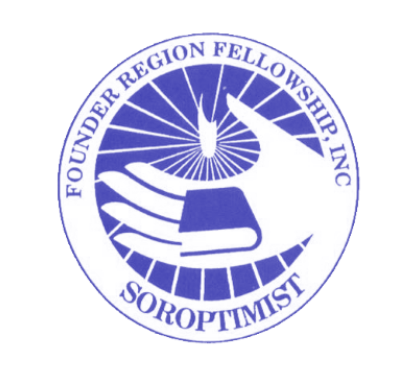 FOUNDER REGION FELLOWSHIP, INC
SOROPTIMIST